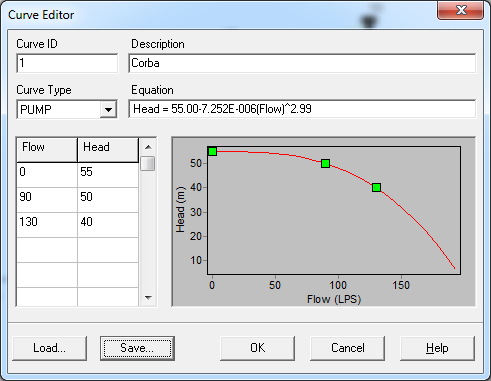 Curve Editor
Curve ID Description
1 Corba
Curve Type Equation
PUMP Head = 55.00-7.252E-006(Flow)^2.99
Flow Head
0 55
90 50
130 40
Head (m)
50
40
30
20
10
0 50 100 150
Flow (LPS)
Load... Save... OK Cancel Help